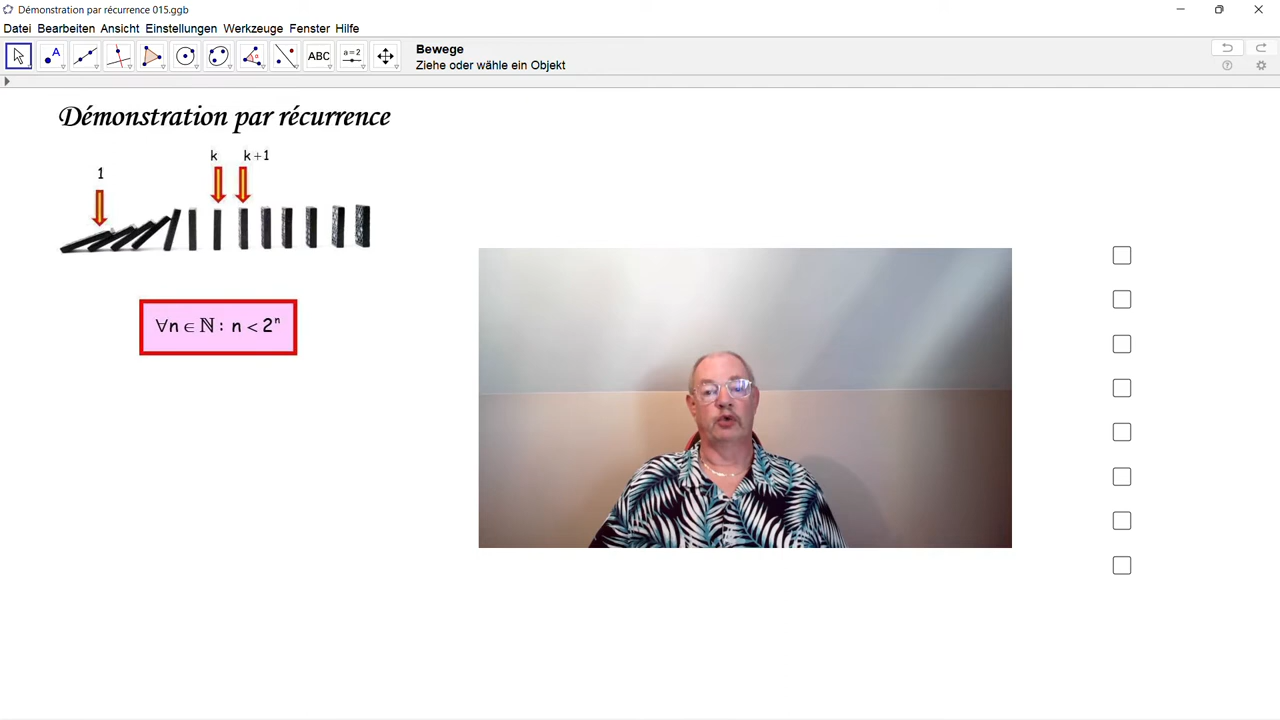 Démonstration par récurrence 015.ggb
Datei Bearbeiten Ansicht Einstellungen Werkzeuge Fenster Hilfe
A
ABC
a=2
Bewege
Ziehe oder wähle ein Objekt
Démonstration par récurrence
k k+1
1
∀n ∈ ℕ : n < 2ⁿ